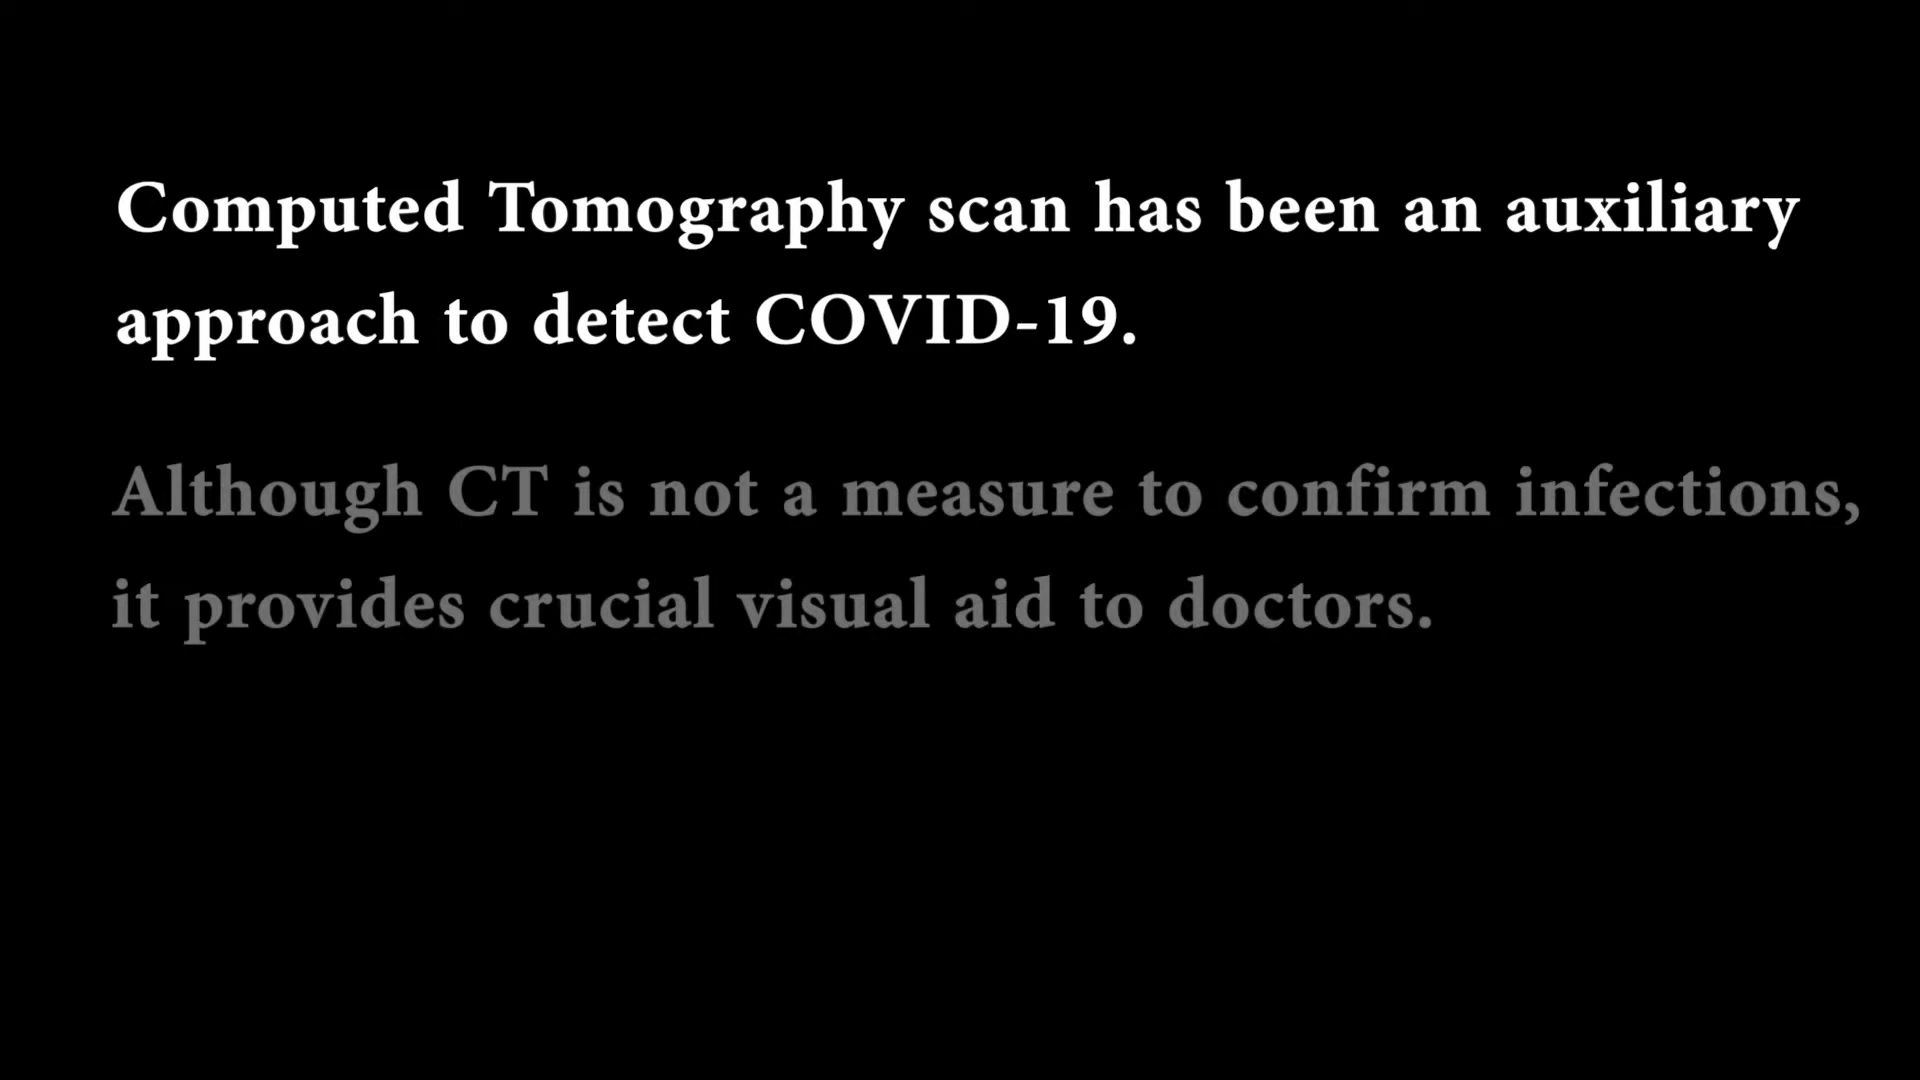 Computed Tomography scan has been an auxiliary
approach to detect COVID-19.
Although CT is not a measure to confirm infections,
it provides crucial visual aid to doctors.